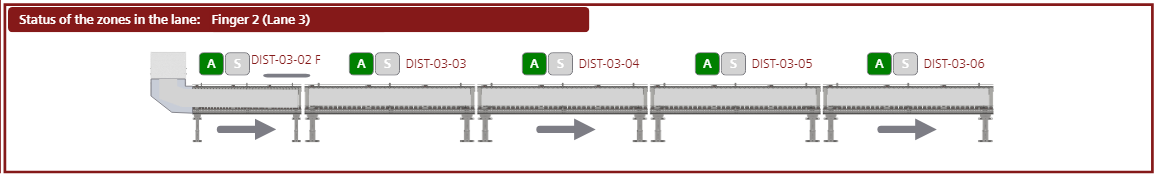 Status of the zones in the lane: Finger 2 (Lane 3)
A S DIST-03-02 F
A S DIST-03-03
A S DIST-03-04
A S DIST-03-05
A S DIST-03-06